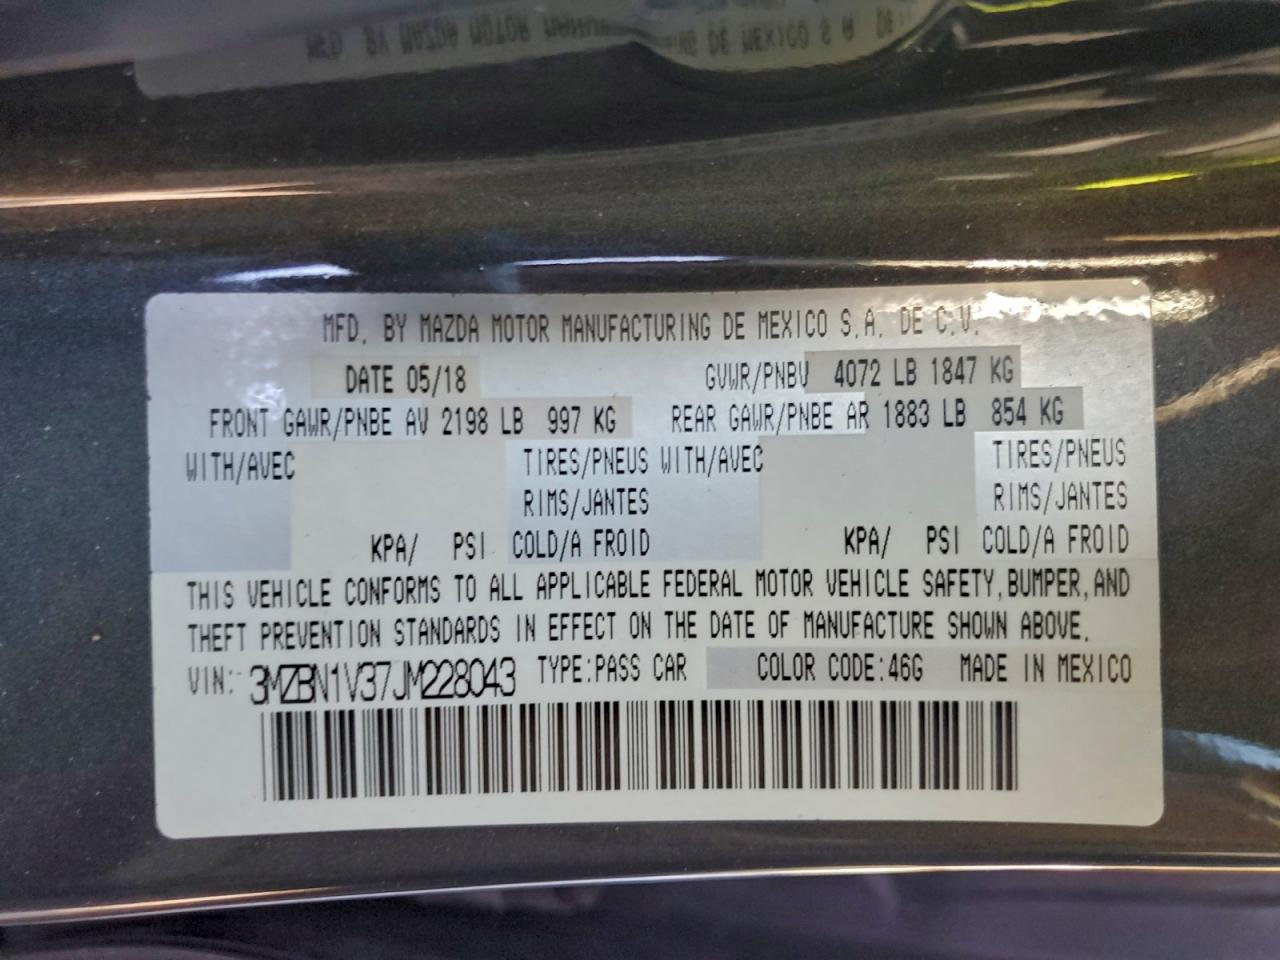 MFD. BY MAZDA MOTOR MANUFACTURING DE MEXICO S.A. DE C.V.
DATE 05/18 GVWR/PNBV 4072 LB 1847 KG
FRONT GAWR/PNBE AV 2198 LB 997 KG REAR GAWR/PNBE AR 1883 LB 854 KG
WITH/AVEC TIRES/PNEUS WITH/AVEC TIRES/PNEUS
RIMS/JANTES RIMS/JANTES
KPA/ PSI COLD/A FROID KPA/ PSI COLD/A FROID
THIS VEHICLE CONFORMS TO ALL APPLICABLE FEDERAL MOTOR VEHICLE SAFETY, BUMPER, AND
THEFT PREVENTION STANDARDS IN EFFECT ON THE DATE OF MANUFACTURE SHOWN ABOVE.
VIN: 3MZBN1V37JM228043 TYPE:PASS CAR COLOR CODE:46G MADE IN MEXICO